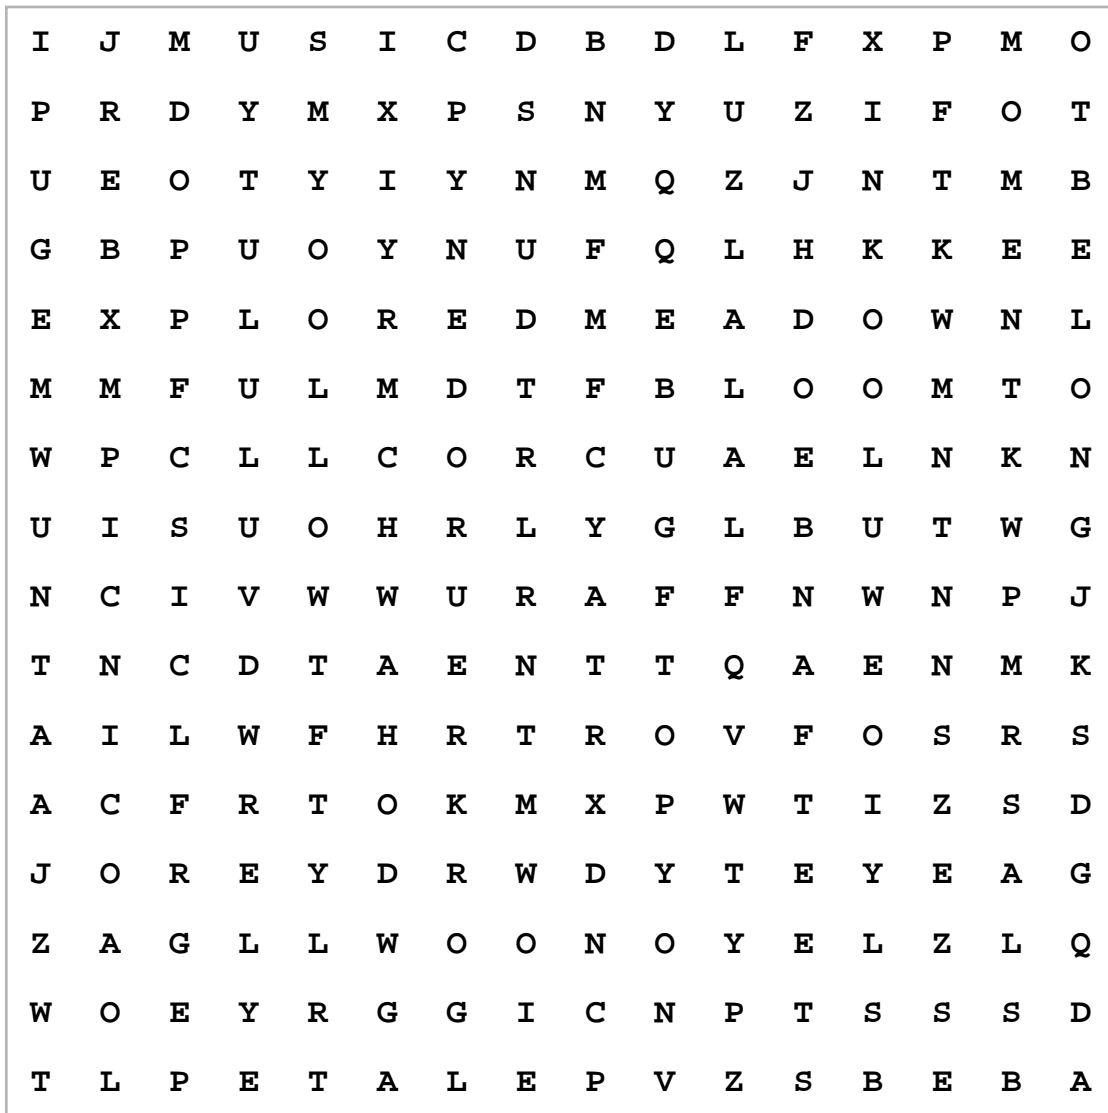 I J M U S I C D B D L F X P M O
P R D Y M X P S N Y U Z I F O T
U E O T Y I Y N M Q Z J N T M B
G B P U O Y N U F Q L H K K E E
E X P L O R E D M E A D O W N L
M M F U L M D T F B L O O M T O
W P C L L C O R C U A E L N K N
U I S U O H R L Y G L B U T W G
N C I V W W U R A F F N W N P J
T N C D T A E N T T Q A E N M K
A I L W F H R T R O V F O S R S
A C F R T O K M X P W T I Z S D
J O R E Y D R W D Y T E Y E A G
Z A G L L W O O N O Y E L Z L Q
W O E Y R G G I C N P T S S S D
T L P E T A L E P V Z S B E B A